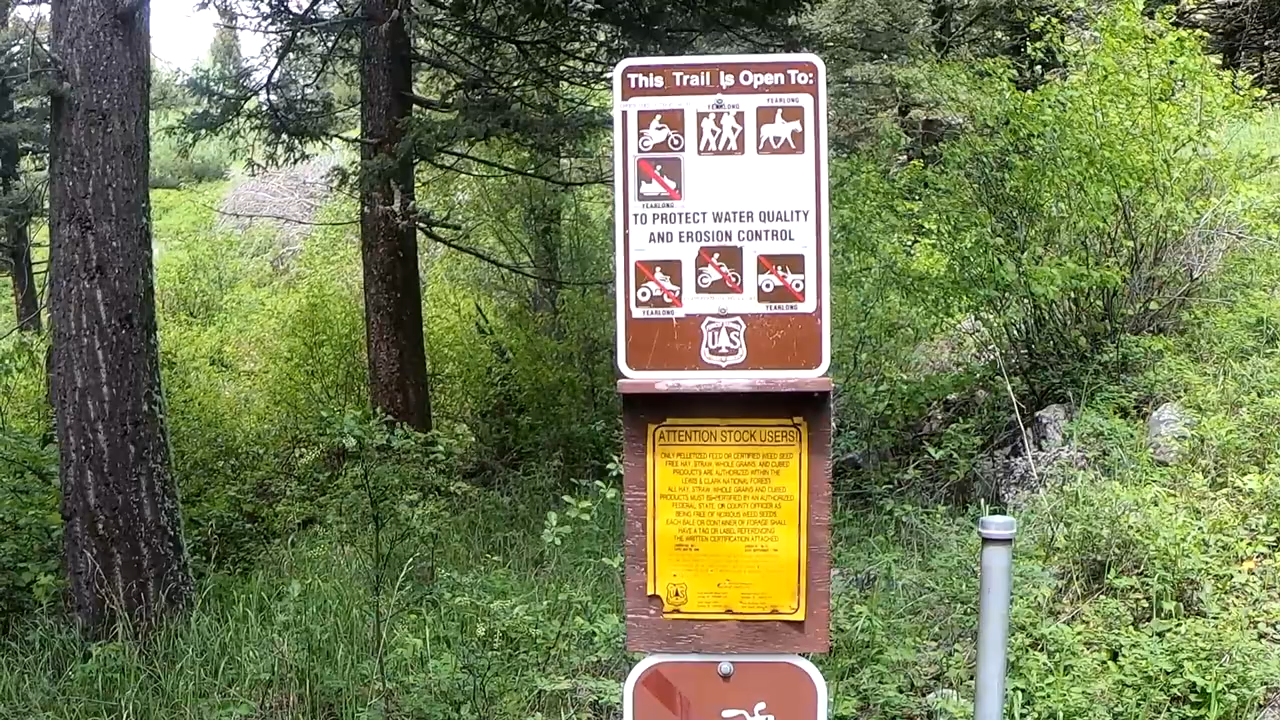 This Trail Is Open To:
YEARLONG
YEARLONG
YEARLONG
TO PROTECT WATER QUALITY
AND EROSION CONTROL
YEARLONG
YEARLONG
U S
ATTENTION STOCK USERS!
ONLY PELLETIZED FEED OR CERTIFIED WEED SEED
FREE HAY, STRAW, WHOLE GRAINS, AND CUBED
PRODUCTS ARE AUTHORIZED WITHIN THE
LEWIS & CLARK NATIONAL FOREST.
ALL HAY, STRAW, WHOLE GRAINS AND CUBED
PRODUCTS MUST BE CERTIFIED BY AN AUTHORIZED
FEDERAL, STATE, OR COUNTY OFFICER AS
BEING FREE OF NOXIOUS WEED SEEDS.
EACH BALE OR CONTAINER OF FORAGE SHALL
HAVE A TAG OR LABEL REFERENCING
THE WRITTEN CERTIFICATION ATTACHED.
U S